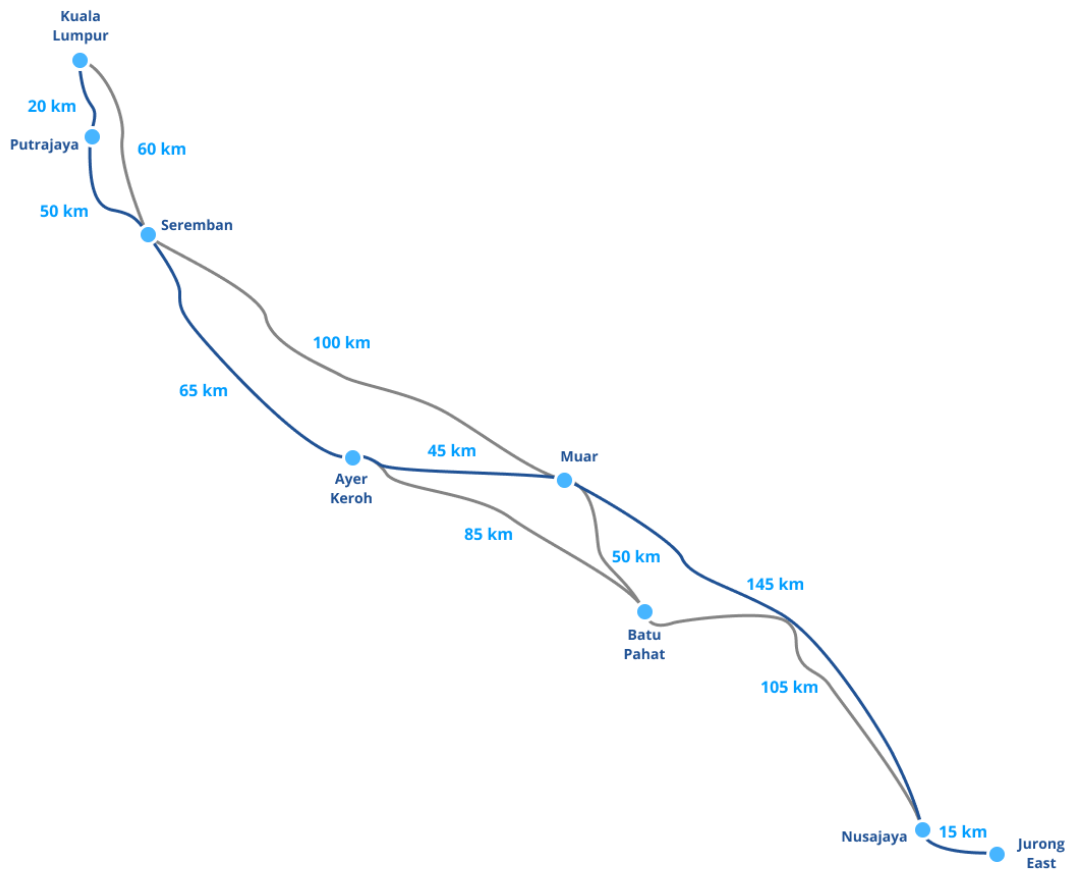 Kuala
Lumpur
20 km
Putrajaya
60 km
50 km
Seremban
100 km
65 km
45 km
Muar
Ayer
Keroh
85 km
50 km
145 km
Batu
Pahat
105 km
Nusajaya
15 km
Jurong
East